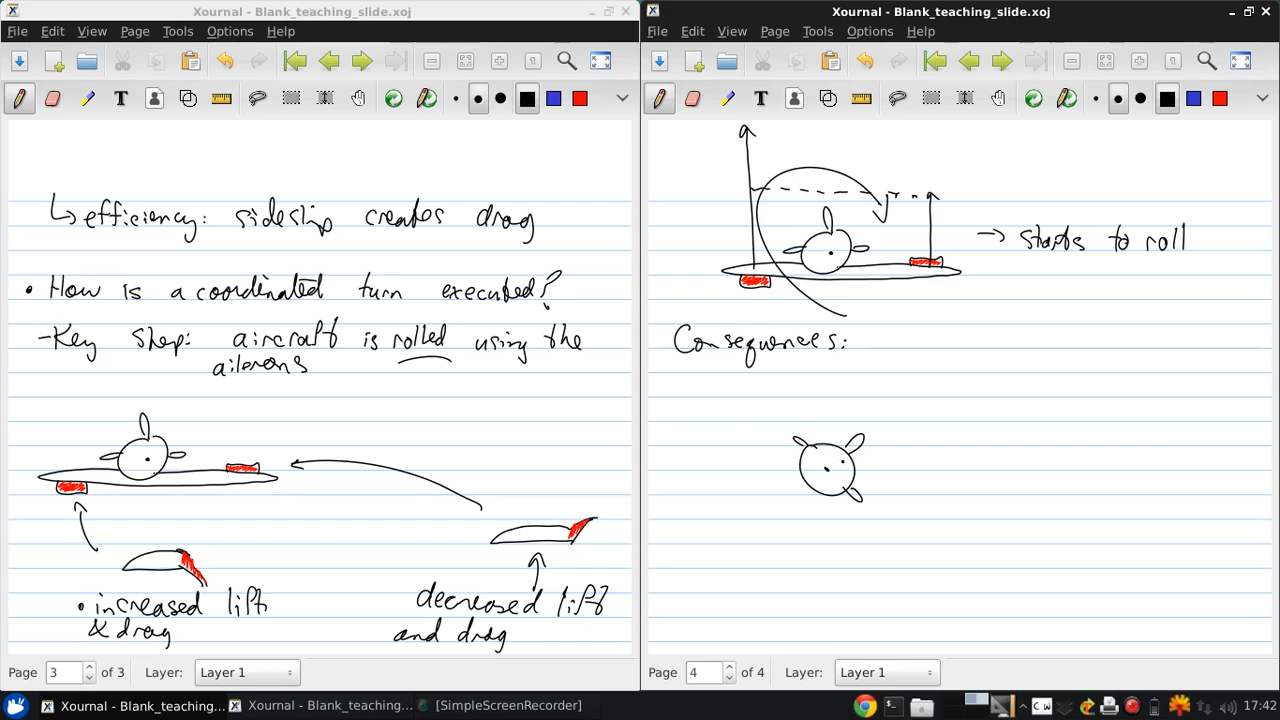 Xournal - Blank_teaching_slide.xoj
File Edit View Page Tools Options Help
↳ efficiency: sideslip creates drag
• How is a coordinated turn executed?
- Key step: aircraft is rolled using the
ailerons
• increased lift
& drag
decreased lift
and drag
Page 3 of 3 Layer: Layer 1
Xournal - Blank_teaching_slide.xoj
File Edit View Page Tools Options Help
→ starts to roll
Consequences:
Page 4 of 4 Layer: Layer 1
Xournal - Blank_teaching_... Xournal - Blank_teaching_... [SimpleScreenRecorder] 17:42